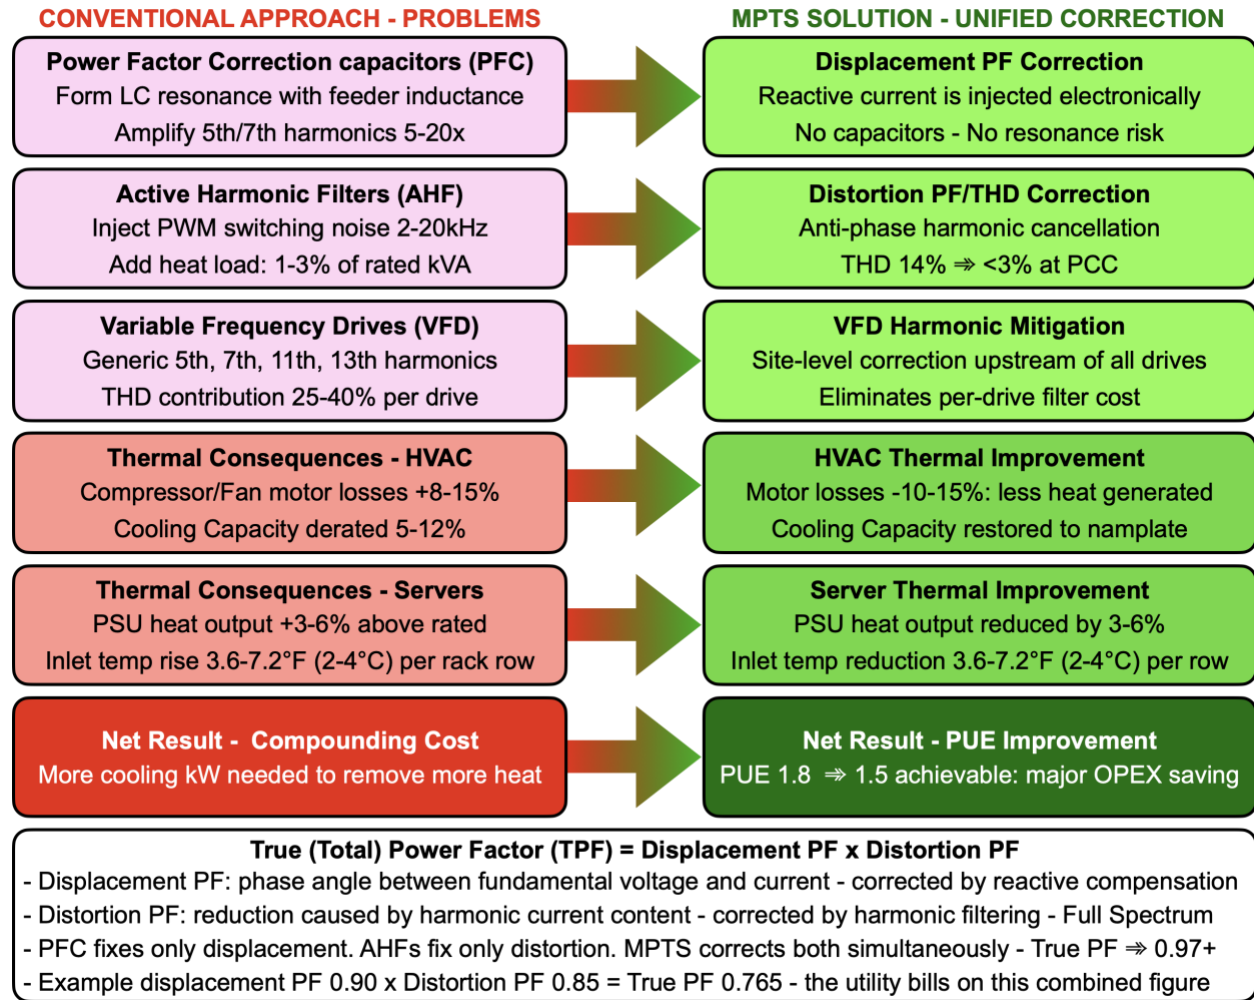 CONVENTIONAL APPROACH - PROBLEMS
MPTS SOLUTION - UNIFIED CORRECTION
Power Factor Correction capacitors (PFC)
Form LC resonance with feeder inductance
Amplify 5th/7th harmonics 5-20x
Displacement PF Correction
Reactive current is injected electronically
No capacitors - No resonance risk
Active Harmonic Filters (AHF)
Inject PWM switching noise 2-20kHz
Add heat load: 1-3% of rated kVA
Distortion PF/THD Correction
Anti-phase harmonic cancellation
THD 14% ⇒ <3% at PCC
Variable Frequency Drives (VFD)
Generic 5th, 7th, 11th, 13th harmonics
THD contribution 25-40% per drive
VFD Harmonic Mitigation
Site-level correction upstream of all drives
Eliminates per-drive filter cost
Thermal Consequences - HVAC
Compressor/Fan motor losses +8-15%
Cooling Capacity derated 5-12%
HVAC Thermal Improvement
Motor losses -10-15%: less heat generated
Cooling Capacity restored to namplate
Thermal Consequences - Servers
PSU heat output +3-6% above rated
Inlet temp rise 3.6-7.2°F (2-4°C) per rack row
Server Thermal Improvement
PSU heat output reduced by 3-6%
Inlet temp reduction 3.6-7.2°F (2-4°C) per row
Net Result - Compounding Cost
More cooling kW needed to remove more heat
Net Result - PUE Improvement
PUE 1.8 ⇒ 1.5 achievable: major OPEX saving
True (Total) Power Factor (TPF) = Displacement PF x Distortion PF
- Displacement PF: phase angle between fundamental voltage and current - corrected by reactive compensation
- Distortion PF: reduction caused by harmonic current content - corrected by harmonic filtering - Full Spectrum
- PFC fixes only displacement. AHFs fix only distortion. MPTS corrects both simultaneously - True PF ⇒ 0.97+
- Example displacement PF 0.90 x Distortion PF 0.85 = True PF 0.765 - the utility bills on this combined figure